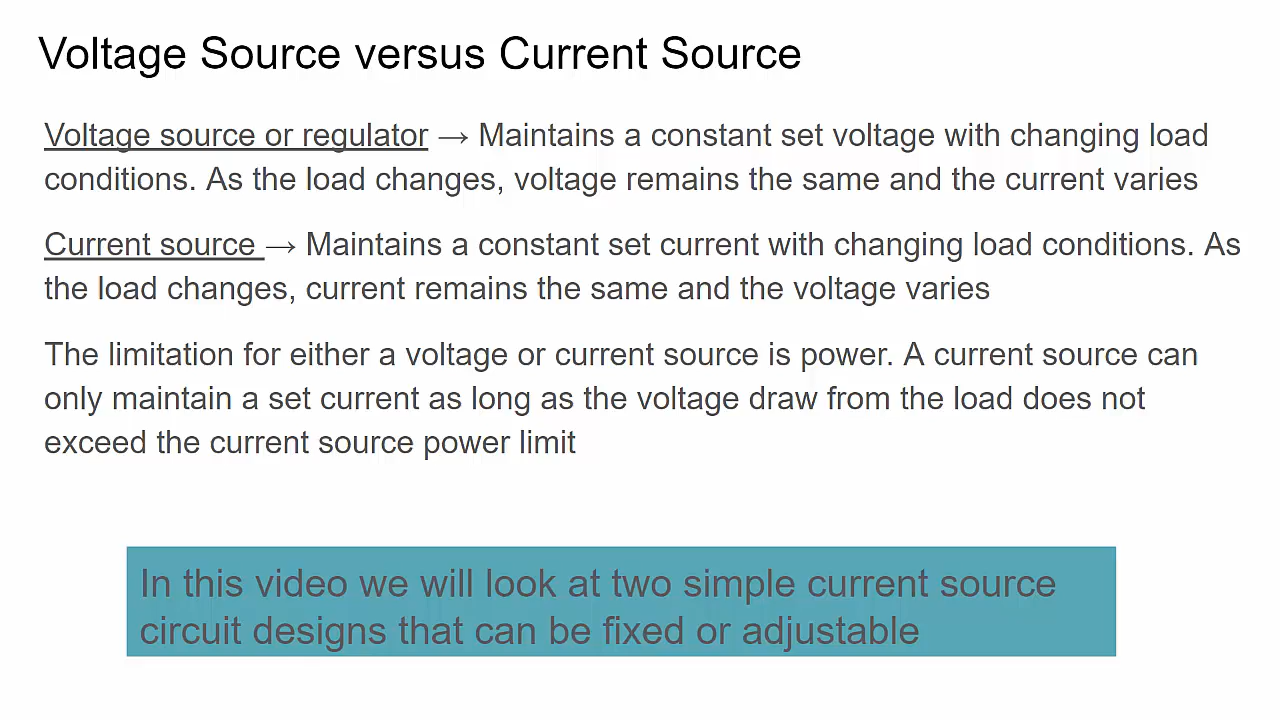 Voltage Source versus Current Source
Voltage source or regulator → Maintains a constant set voltage with changing load
conditions. As the load changes, voltage remains the same and the current varies
Current source → Maintains a constant set current with changing load conditions. As
the load changes, current remains the same and the voltage varies
The limitation for either a voltage or current source is power. A current source can
only maintain a set current as long as the voltage draw from the load does not
exceed the current source power limit
In this video we will look at two simple current source
circuit designs that can be fixed or adjustable